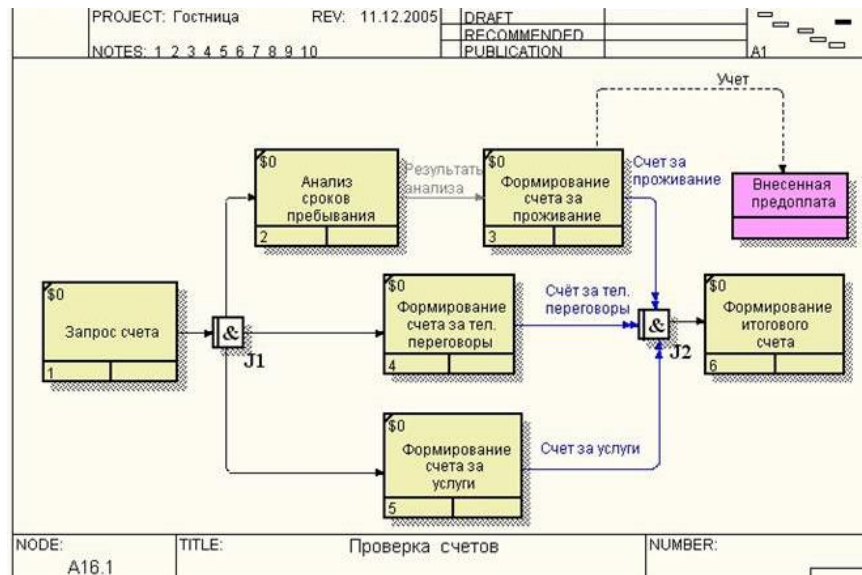 PROJECT: Гостница
REV: 11.12.2005
DRAFT
RECOMMENDED
NOTES: 1 2 3 4 5 6 7 8 9 10
PUBLICATION
A1
Учет
$0
Анализ
сроков
пребывания
2
Результать
анализа
$0
Формирование
счета за
проживание
3
Счет за
проживание
Внесенная
предоплата
$0
Запрос счета
1
&
J1
$0
Формирование
счета за тел.
переговоры
4
Счёт за тел.
переговоры
&
J2
$0
Формирование
итогового
счета
6
$0
Формирование
счета за
услуги
5
Счет за услуги
NODE:
A16.1
TITLE:
Проверка счетов
NUMBER: